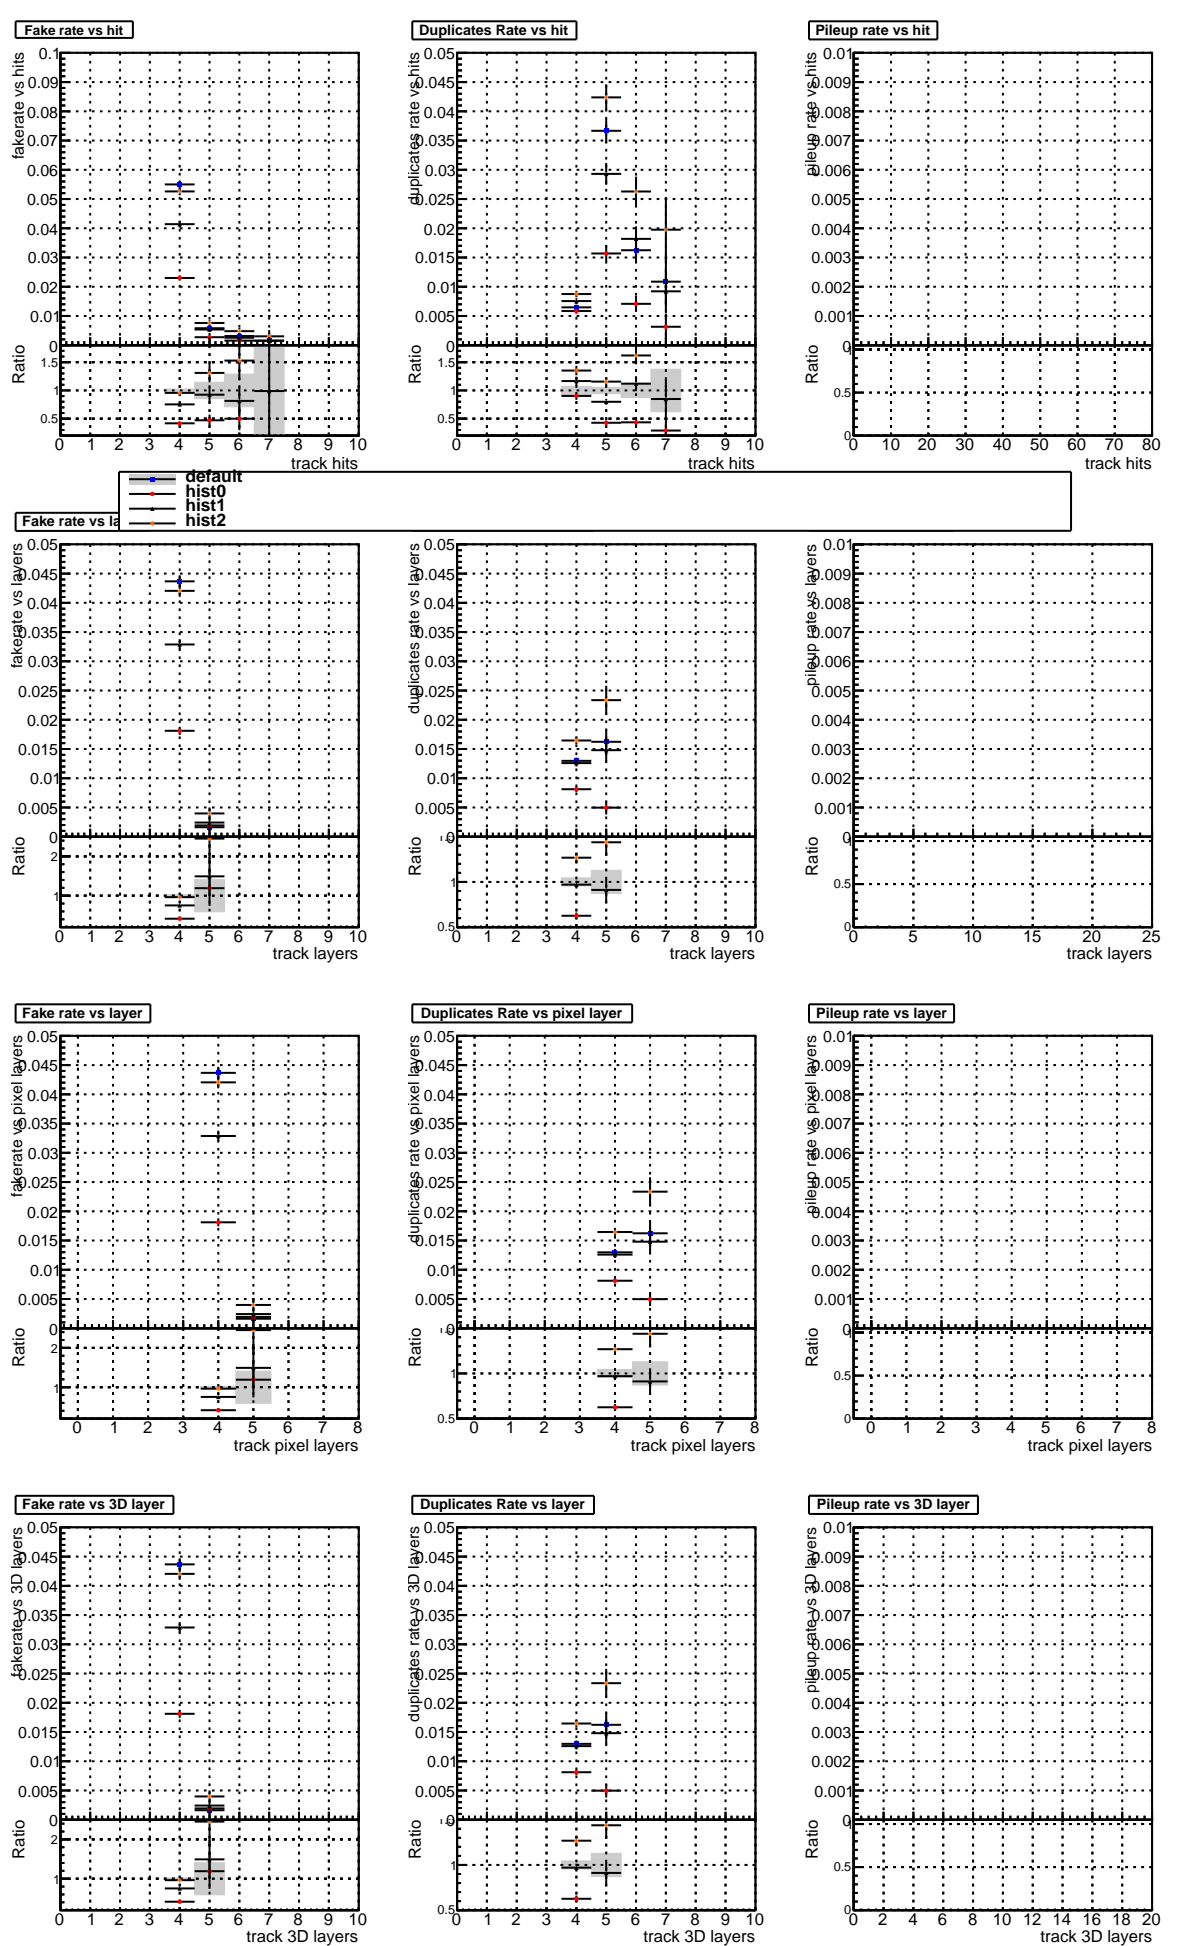 Fake rate vs hit
fakerate vs hits
0.1
0.09
0.08
0.07
0.06
0.05
0.04
0.03
0.02
0.01
0
Ratio
1.5
1
0.5
0 1 2 3 4 5 6 7 8 9 10
track hits
Duplicates Rate vs hit
duplicates rate vs hits
0.05
0.045
0.04
0.035
0.03
0.025
0.02
0.015
0.01
0.005
0
Ratio
1.5
1
0.5
0 1 2 3 4 5 6 7 8 9 10
track hits
Pileup rate vs hit
pileup rate vs hits
0.01
0.009
0.008
0.007
0.006
0.005
0.004
0.003
0.002
0.001
0
Ratio
1
0.5
0
0 10 20 30 40 50 60 70 80
track hits
default
hist0
hist1
hist2
Fake rate vs la
fakerate vs layers
0.05
0.045
0.04
0.035
0.03
0.025
0.02
0.015
0.01
0.005
0
Ratio
2
1
0 1 2 3 4 5 6 7 8 9 10
track layers
duplicates rate vs layers
0.05
0.045
0.04
0.035
0.03
0.025
0.02
0.015
0.01
0.005
0
Ratio
1
0.5
0 1 2 3 4 5 6 7 8 9 10
track layers
pileup rate vs layers
0.01
0.009
0.008
0.007
0.006
0.005
0.004
0.003
0.002
0.001
0
Ratio
1
0.5
0
0 5 10 15 20 25
track layers
Fake rate vs layer
fakerate vs pixel layers
0.05
0.045
0.04
0.035
0.03
0.025
0.02
0.015
0.01
0.005
0
Ratio
2
1
0 1 2 3 4 5 6 7 8
track pixel layers
Duplicates Rate vs pixel layer
duplicates rate vs pixel layers
0.05
0.045
0.04
0.035
0.03
0.025
0.02
0.015
0.01
0.005
0
Ratio
1
0.5
0 1 2 3 4 5 6 7 8
track pixel layers
Pileup rate vs layer
pileup rate vs pixel layers
0.01
0.009
0.008
0.007
0.006
0.005
0.004
0.003
0.002
0.001
0
Ratio
1
0.5
0
0 1 2 3 4 5 6 7 8
track pixel layers
Fake rate vs 3D layer
fakerate vs 3D layers
0.05
0.045
0.04
0.035
0.03
0.025
0.02
0.015
0.01
0.005
0
Ratio
2
1
0 1 2 3 4 5 6 7 8 9 10
track 3D layers
Duplicates Rate vs layer
duplicates rate vs 3D layers
0.05
0.045
0.04
0.035
0.03
0.025
0.02
0.015
0.01
0.005
0
Ratio
1
0.5
0 1 2 3 4 5 6 7 8 9 10
track 3D layers
Pileup rate vs 3D layer
pileup rate vs 3D layers
0.01
0.009
0.008
0.007
0.006
0.005
0.004
0.003
0.002
0.001
0
Ratio
1
0.5
0
0 2 4 6 8 10 12 14 16 18 20
track 3D layers